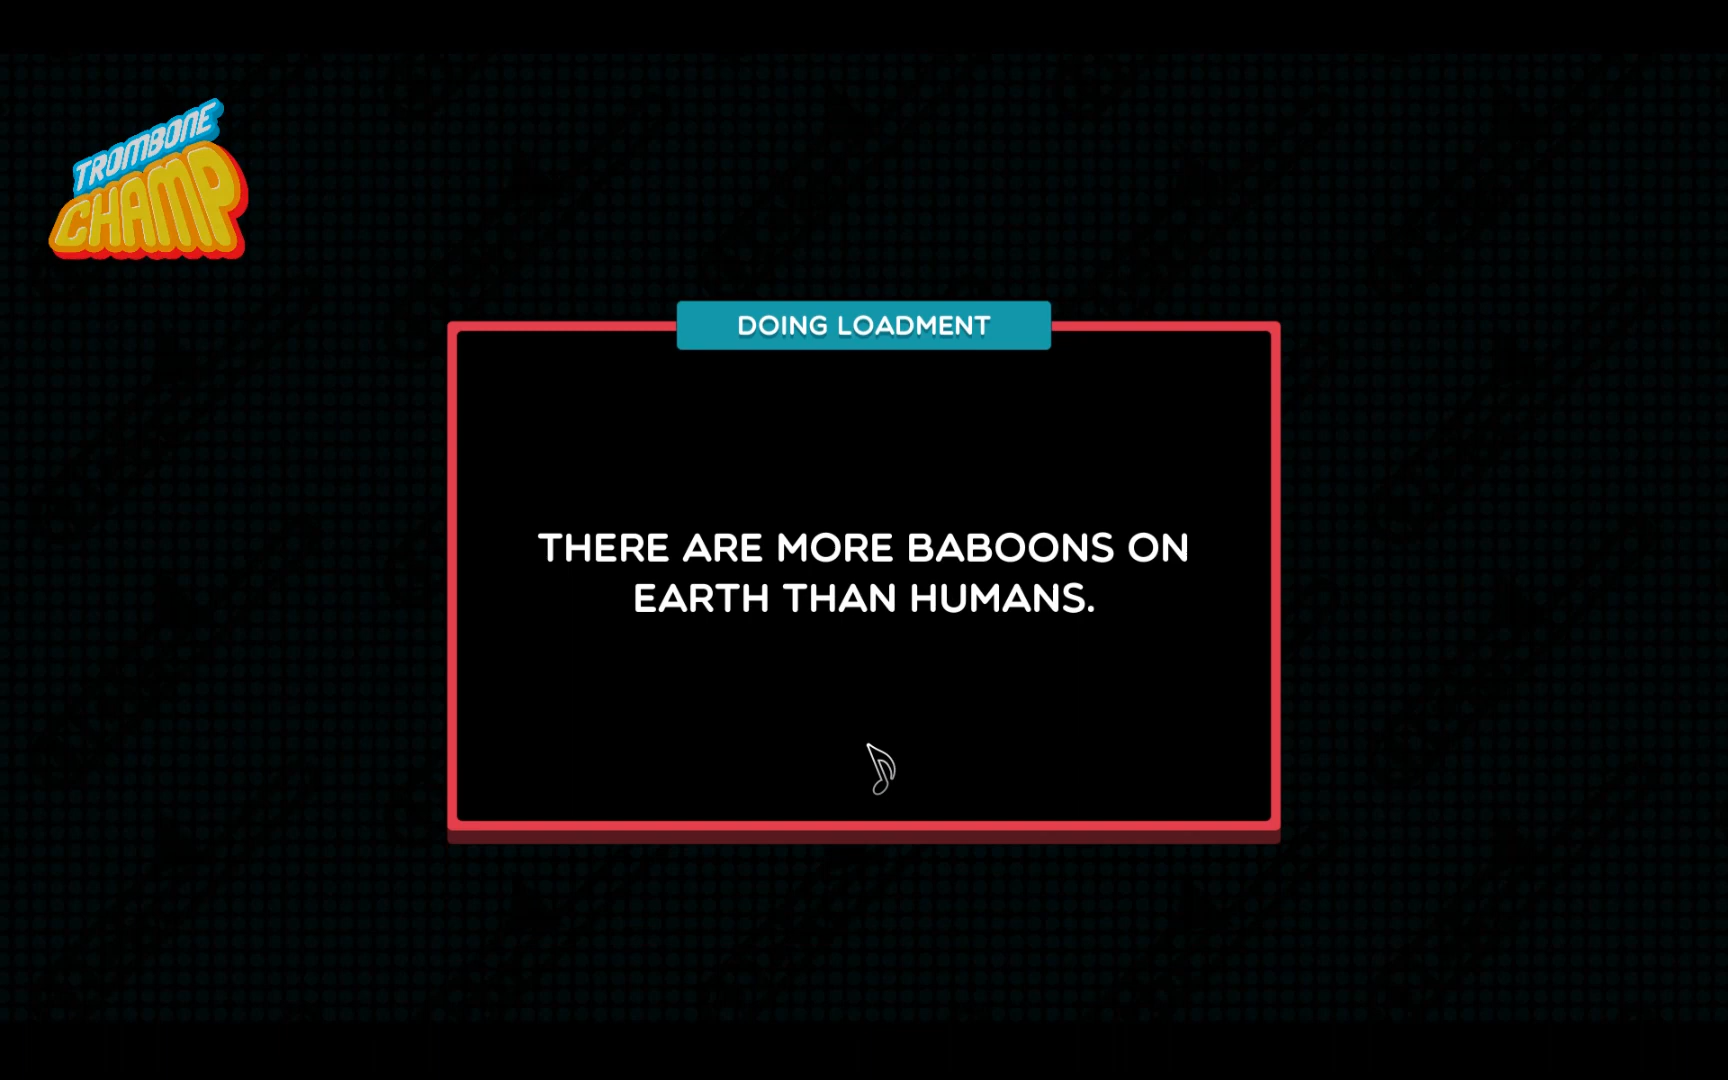 TROMBONE
CHAMP
DOING LOADMENT
THERE ARE MORE BABOONS ON
EARTH THAN HUMANS.